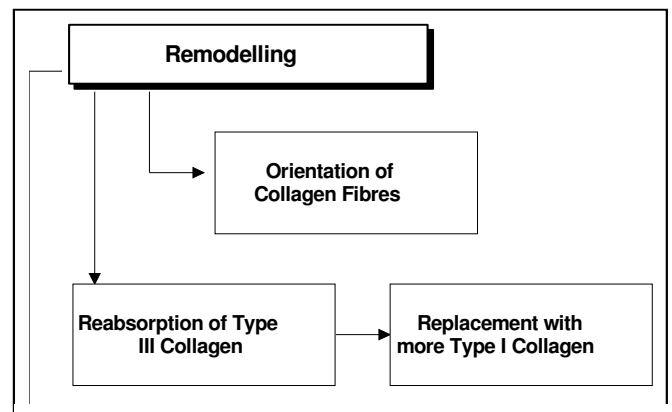 Remodelling
Orientation of
Collagen Fibres
Reabsorption of Type
III Collagen
Replacement with
more Type I Collagen